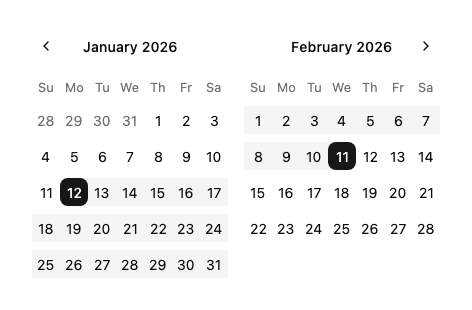 January 2026
Su Mo Tu We Th Fr Sa
28 29 30 31 1 2 3
4 5 6 7 8 9 10
11 12 13 14 15 16 17
18 19 20 21 22 23 24
25 26 27 28 29 30 31
February 2026
Su Mo Tu We Th Fr Sa
1 2 3 4 5 6 7
8 9 10 11 12 13 14
15 16 17 18 19 20 21
22 23 24 25 26 27 28